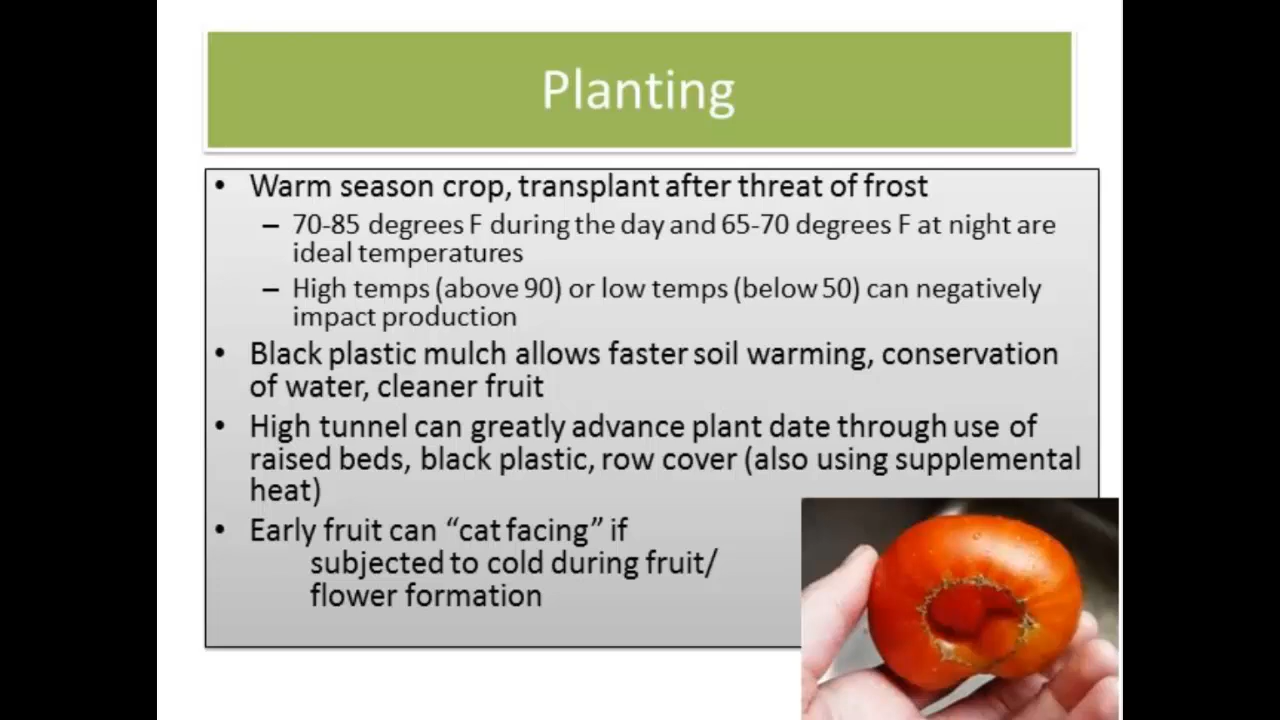 Planting
• Warm season crop, transplant after threat of frost
– 70-85 degrees F during the day and 65-70 degrees F at night are
ideal temperatures
– High temps (above 90) or low temps (below 50) can negatively
impact production
• Black plastic mulch allows faster soil warming, conservation
of water, cleaner fruit
• High tunnel can greatly advance plant date through use of
raised beds, black plastic, row cover (also using supplemental
heat)
• Early fruit can “cat facing” if
subjected to cold during fruit/
flower formation